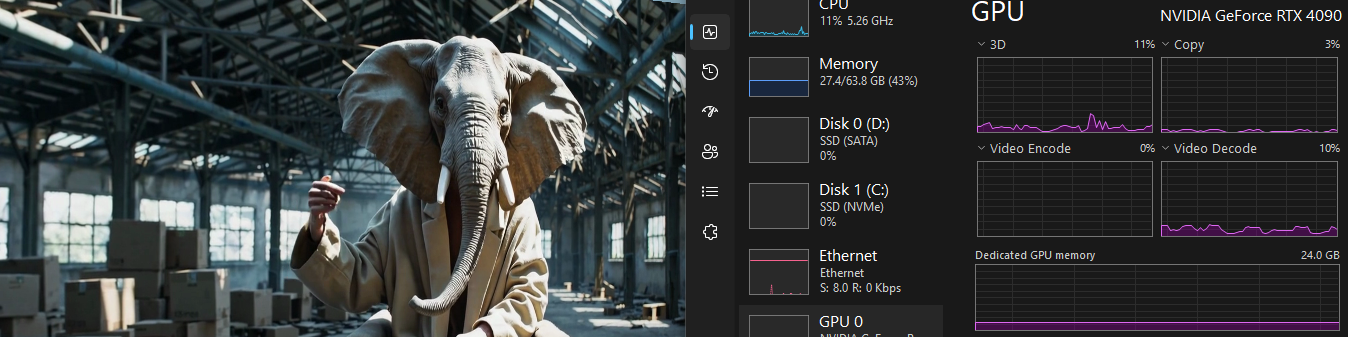 CPU
11% 5.26 GHz
Memory
27.4/63.8 GB (43%)
Disk 0 (D:)
SSD (SATA)
0%
Disk 1 (C:)
SSD (NVMe)
0%
Ethernet
Ethernet
S: 8.0 R: 0 Kbps
GPU 0
GPU
NVIDIA GeForce RTX 4090
3D 11%
Copy 3%
Video Encode 0%
Video Decode 10%
Dedicated GPU memory 24.0 GB